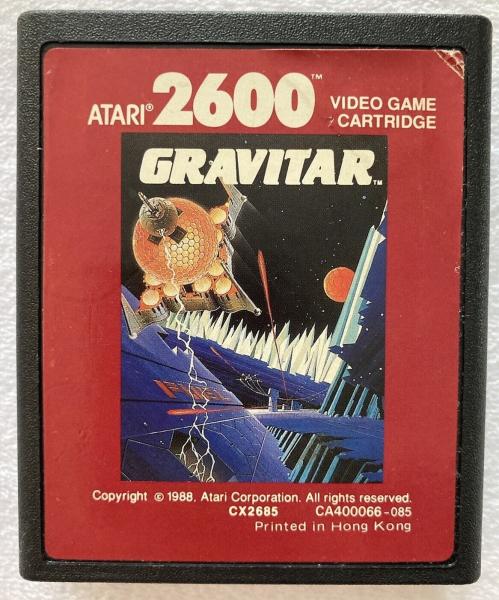 ATARI® 2600™ VIDEO GAME CARTRIDGE
GRAVITAR™
Copyright © 1988, Atari Corporation. All rights reserved.
CX2685 CA400066-085
Printed in Hong Kong